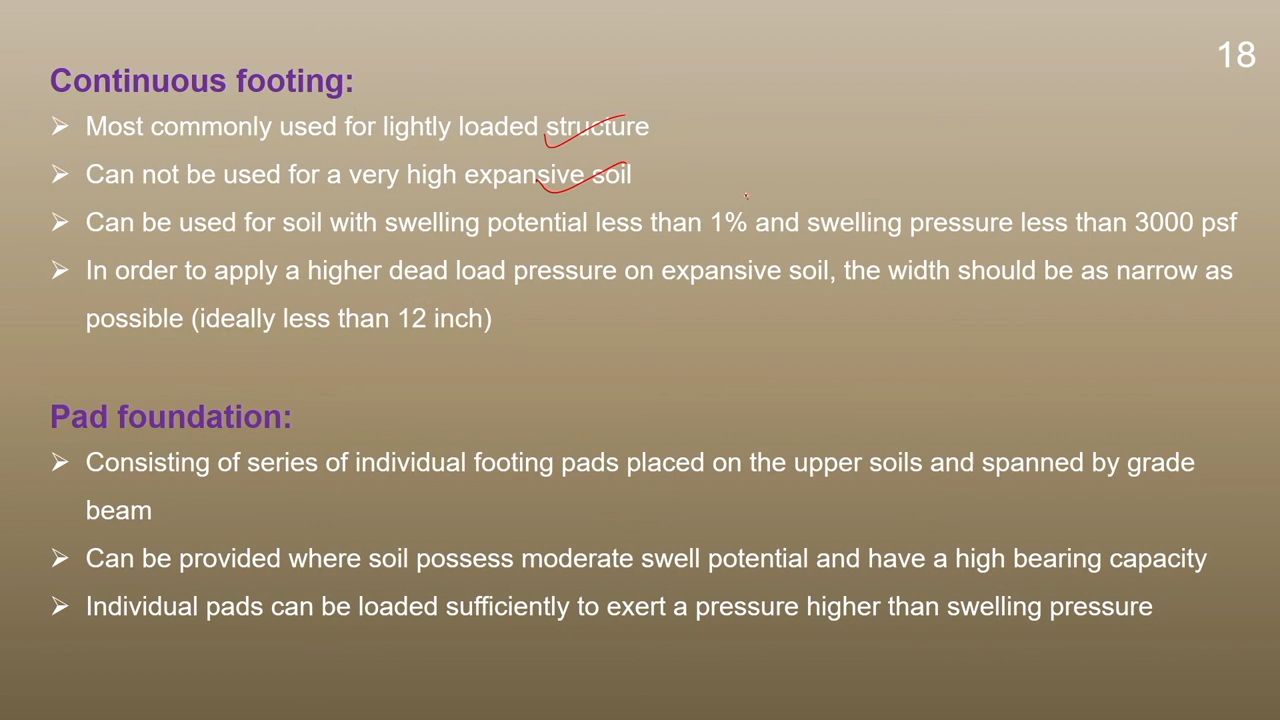 18
Continuous footing:
Most commonly used for lightly loaded structure
Can not be used for a very high expansive soil
Can be used for soil with swelling potential less than 1% and swelling pressure less than 3000 psf
In order to apply a higher dead load pressure on expansive soil, the width should be as narrow as
possible (ideally less than 12 inch)
Pad foundation:
Consisting of series of individual footing pads placed on the upper soils and spanned by grade
beam
Can be provided where soil possess moderate swell potential and have a high bearing capacity
Individual pads can be loaded sufficiently to exert a pressure higher than swelling pressure